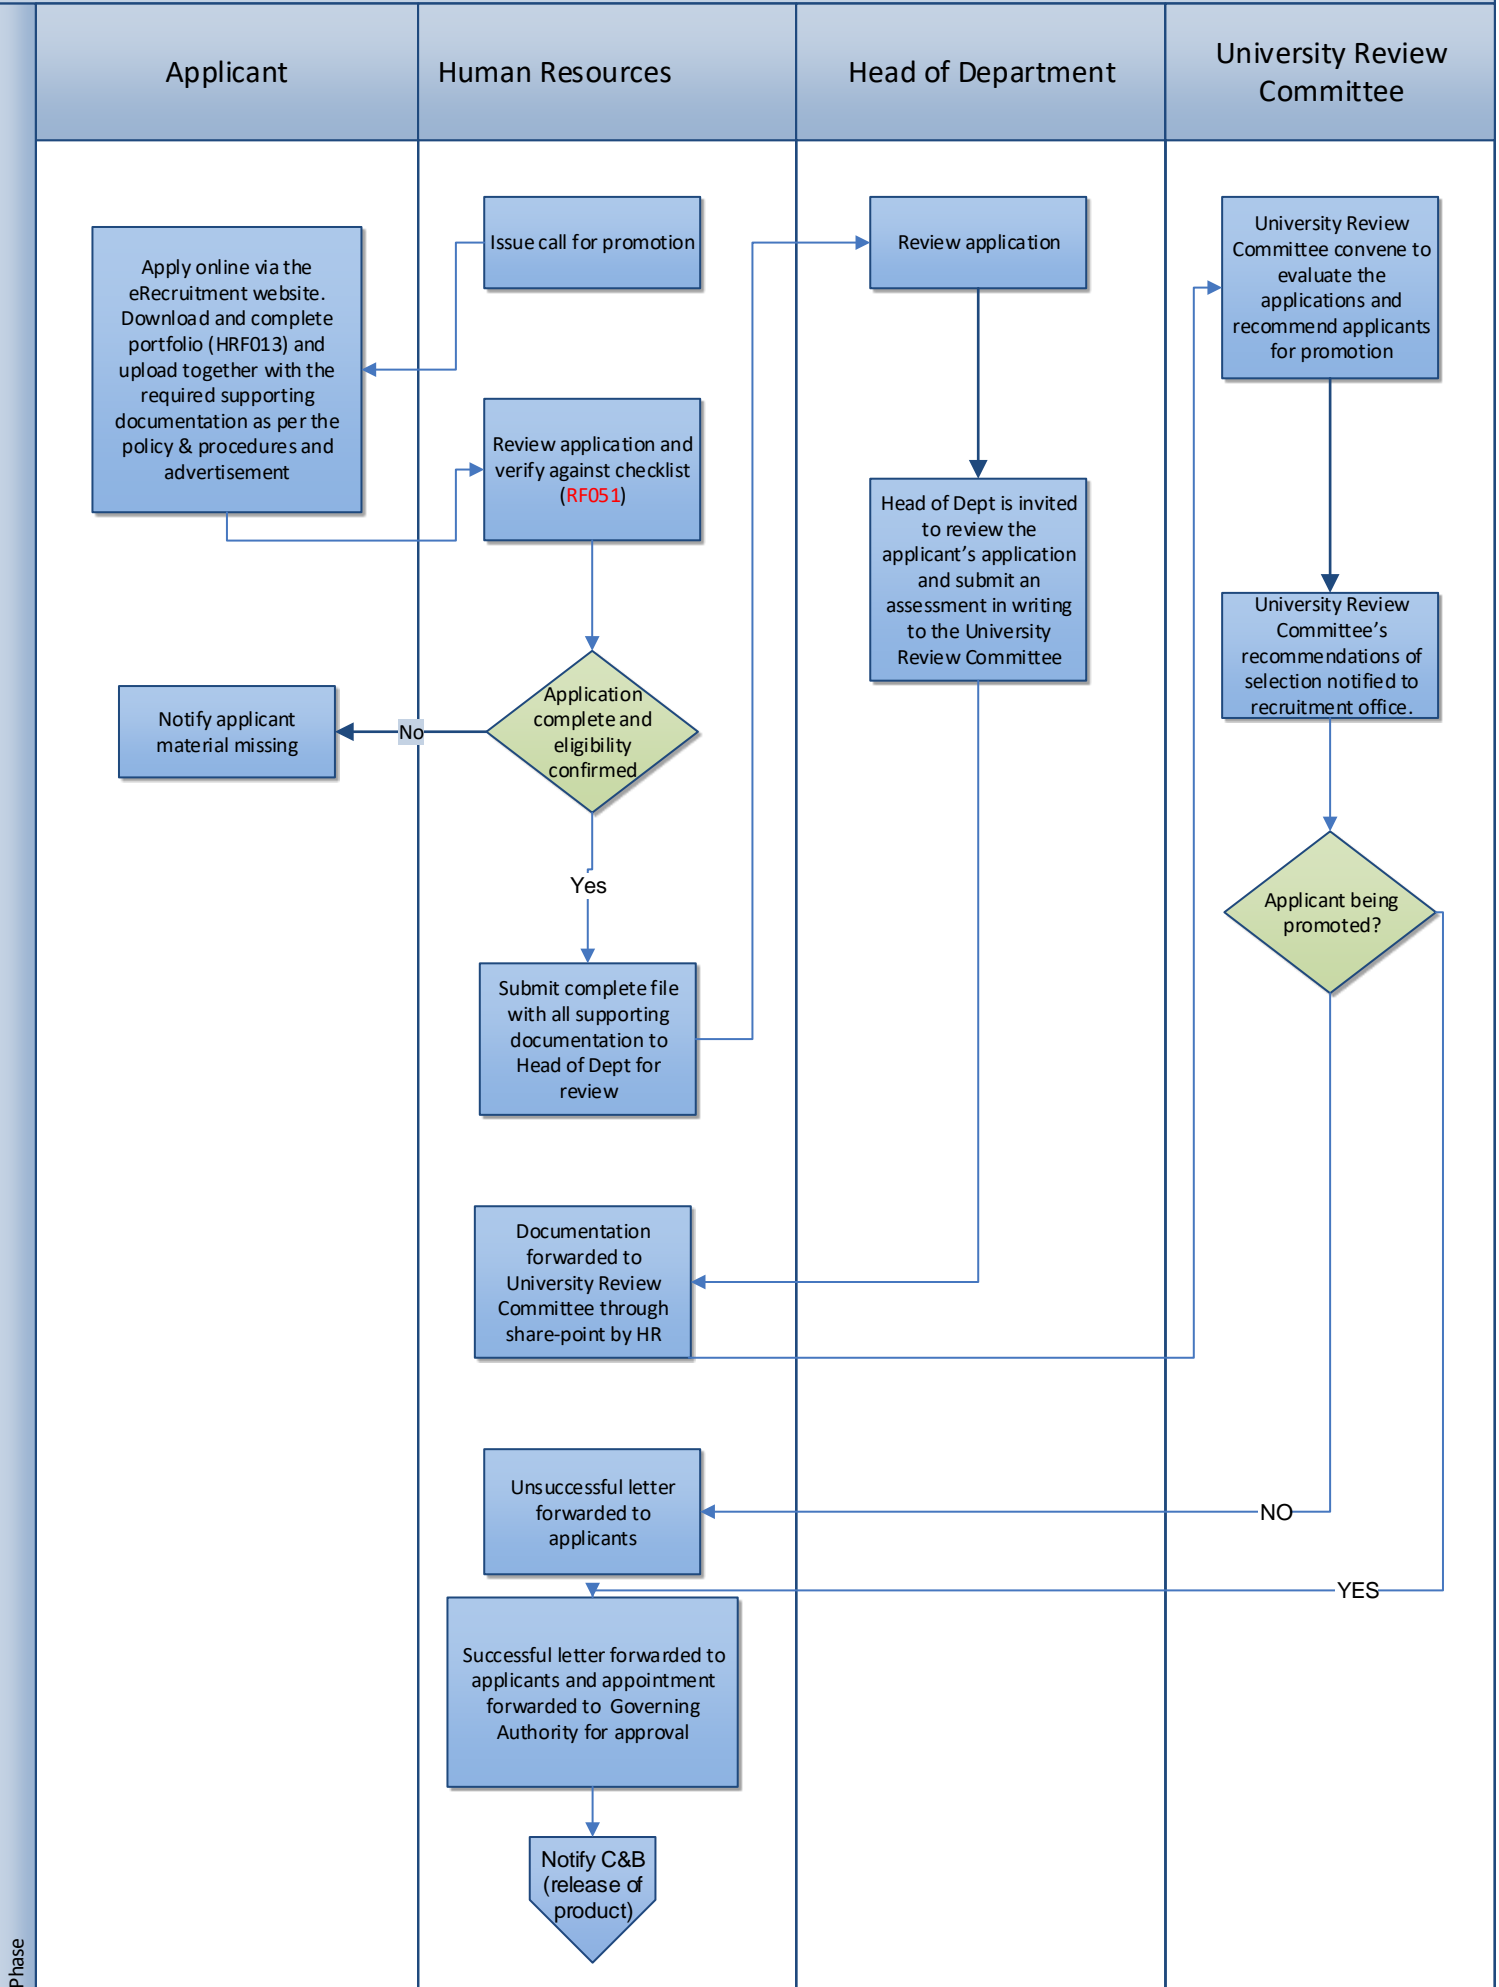 Applicant
Human Resources
Head of Department
University Review
Committee
Issue call for promotion
Apply online via the
eRecruitment website.
Download and complete
portfolio (HRF013) and
upload together with the
required supporting
documentation as per the
policy & procedures and
advertisement
Review application and
verify against checklist
(RF051)
Application
complete and
eligibility
confirmed
No
Notify applicant
material missing
Yes
Submit complete file
with all supporting
documentation to
Head of Dept for
review
Review application
Head of Dept is invited
to review the
applicant's application
and submit an
assessment in writing
to the University
Review Committee
Documentation
forwarded to
University Review
Committee through
share-point by HR
University Review
Committee convene to
evaluate the
applications and
recommend applicants
for promotion
University Review
Committee's
recommendations of
selection notified to
recruitment office.
Applicant being
promoted?
NO
Unsuccessful letter
forwarded to
applicants
YES
Successful letter forwarded to
applicants and appointment
forwarded to Governing
Authority for approval
Notify C&B
(release of
product)
Phase